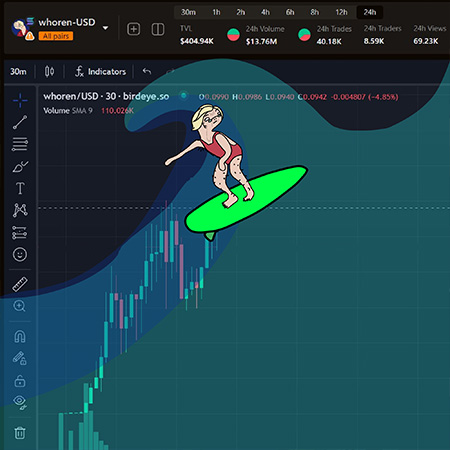 whoren-USD
All pairs
30m 1h 2h 4h 6h 8h 12h 24h
TVL 24h Volume 24h Trades 24h Traders 24h Views
$404.94K $13.76M 40.18K 8.59K 69.23K
30m Indicators
whoren/USD · 30 · birdeye.so O0.0990 H0.0986 L0.0940 C0.0942 -0.004807 (-4.85%)
Volume SMA 9 110.026K